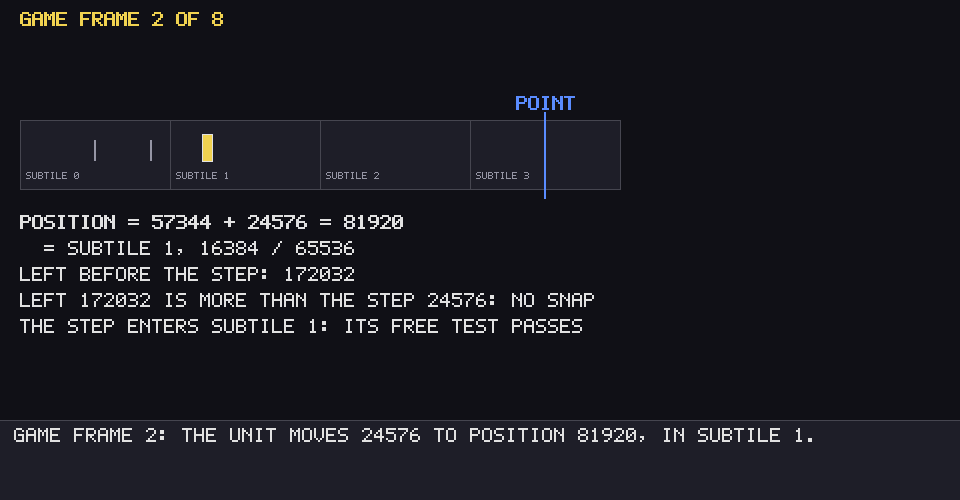 GAME FRAME 2 OF 8
POINT
SUBTILE 0
SUBTILE 1
SUBTILE 2
SUBTILE 3
POSITION = 57344 + 24576 = 81920
= SUBTILE 1, 16384 / 65536
LEFT BEFORE THE STEP: 172032
LEFT 172032 IS MORE THAN THE STEP 24576: NO SNAP
THE STEP ENTERS SUBTILE 1: ITS FREE TEST PASSES
GAME FRAME 2: THE UNIT MOVES 24576 TO POSITION 81920, IN SUBTILE 1.